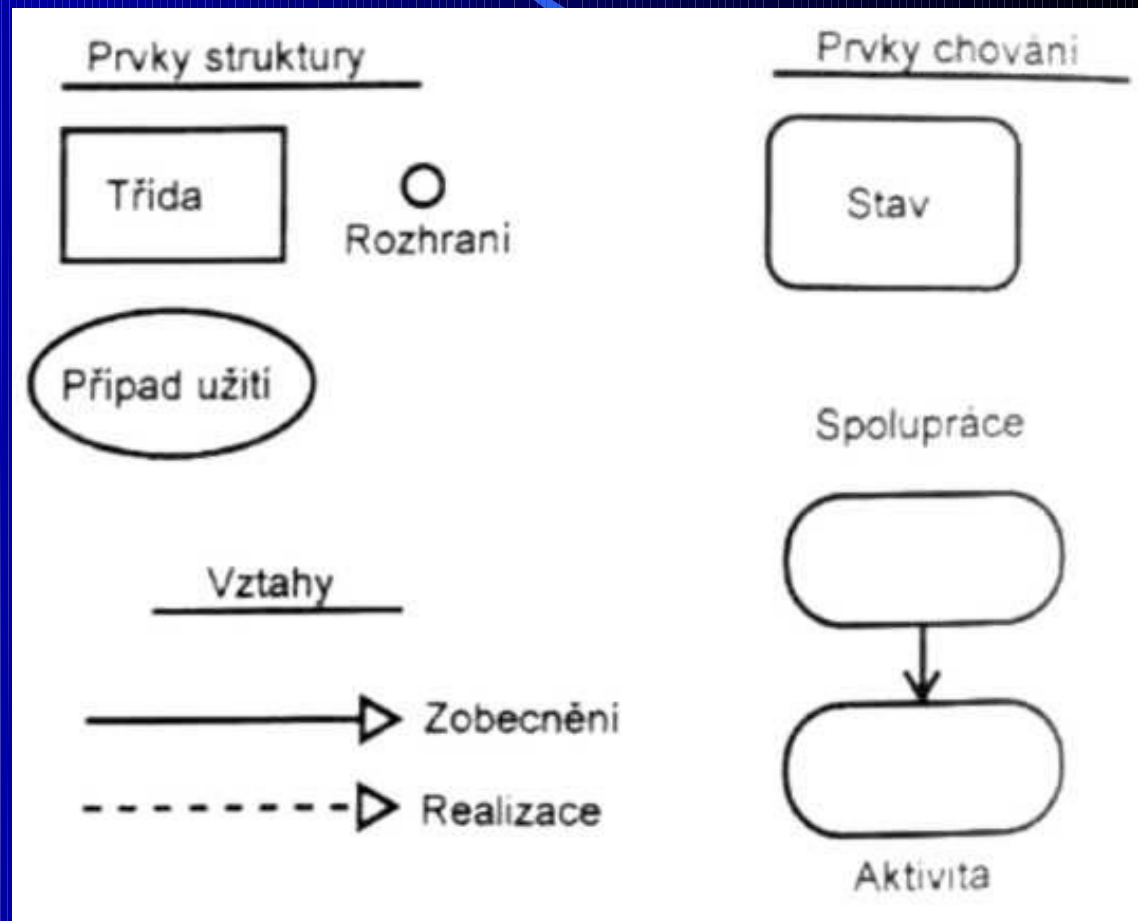 Prvky struktury
Třída
Rozhraní
Případ užití
Vztahy
Zobecnění
Realizace
Prvky chování
Stav
Spolupráce
Aktivita